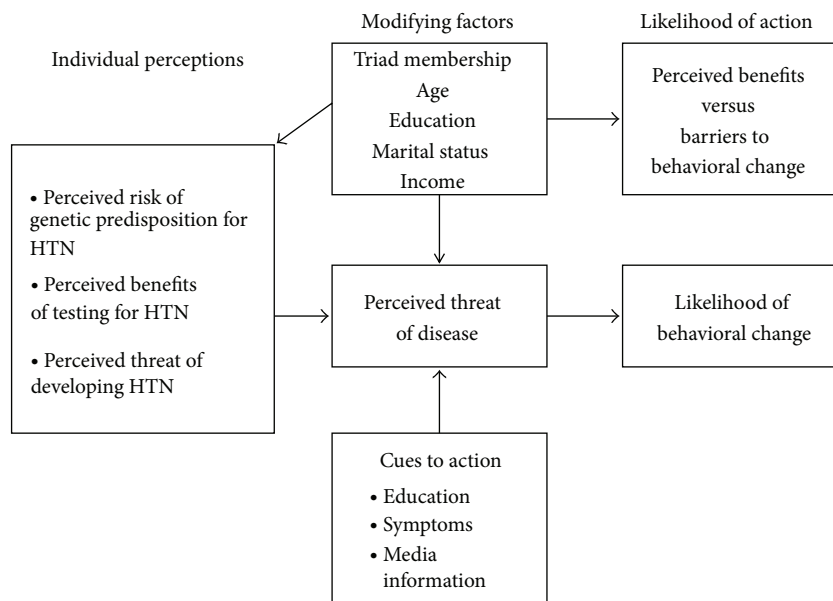 Individual perceptions
• Perceived risk of
genetic predisposition for
HTN
• Perceived benefits
of testing for HTN
• Perceived threat of
developing HTN
Modifying factors
Triad membership
Age
Education
Marital status
Income
Perceived threat
of disease
Cues to action
• Education
• Symptoms
• Media
information
Likelihood of action
Perceived benefits
versus
barriers to
behavioral change
Likelihood of
behavioral change